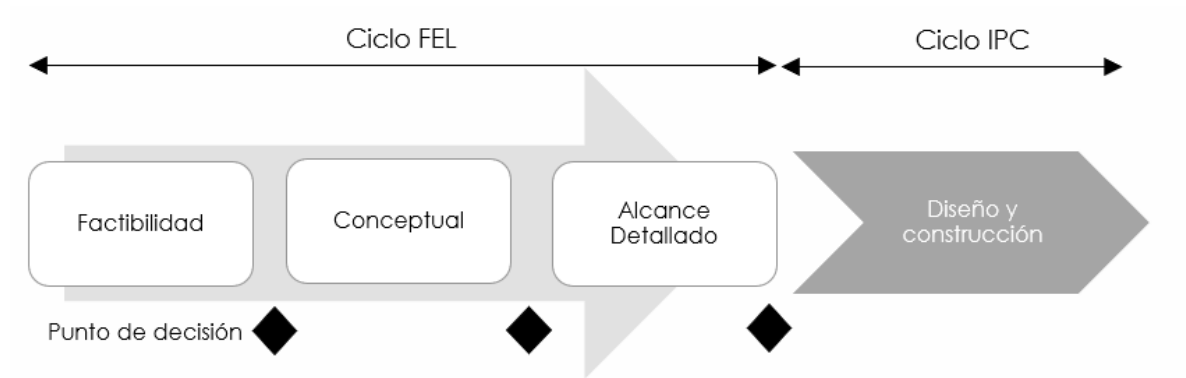 Ciclo FEL
Ciclo IPC
Factibilidad
Conceptual
Alcance
Detallado
Diseño y
construcción
Punto de decisión